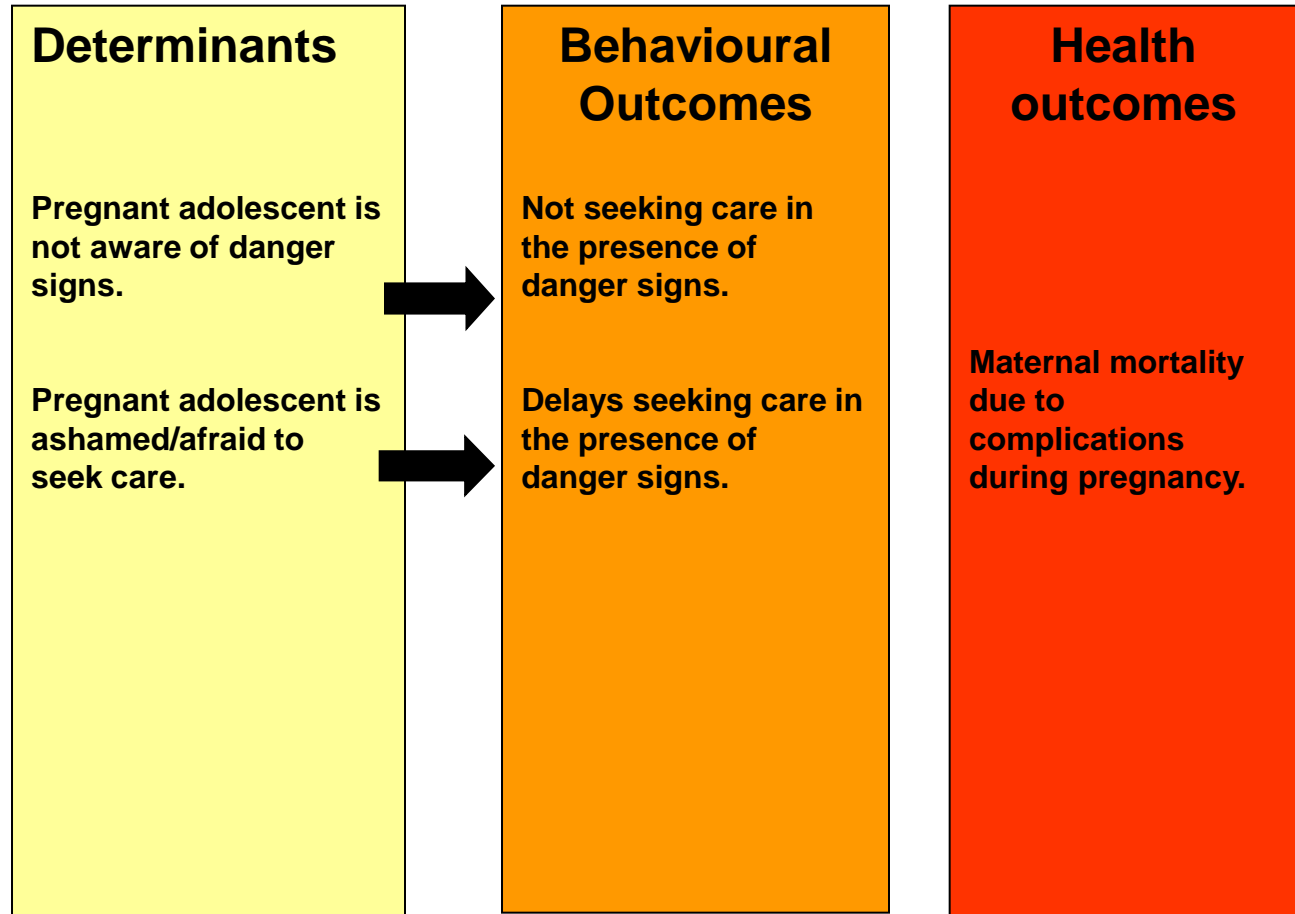 Determinants
Pregnant adolescent is
not aware of danger
signs.
Pregnant adolescent is
ashamed/afraid to
seek care.
Behavioural
Outcomes
Not seeking care in
the presence of
danger signs.
Delays seeking care in
the presence of
danger signs.
Health
outcomes
Maternal mortality
due to
complications
during pregnancy.